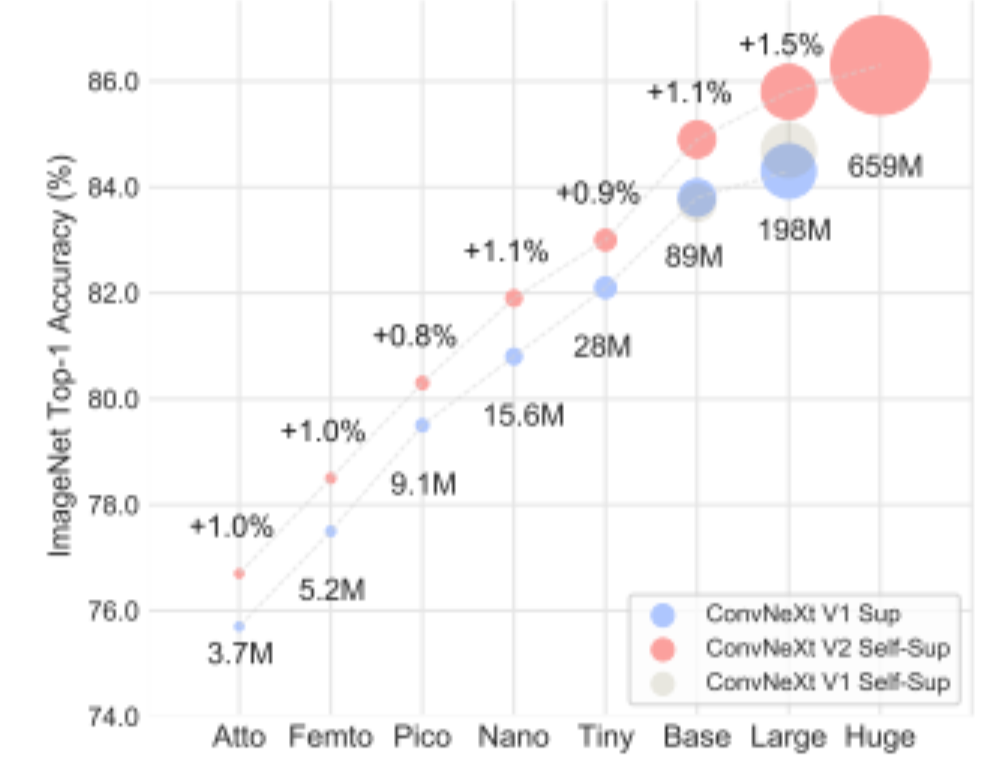 +1.5%
86.0
+1.1%
659M
84.0
+0.9%
198M
89M
+1.1%
82.0
28M
+0.8%
80.0
15.6M
+1.0%
9.1M
78.0
+1.0%
5.2M
76.0
3.7M
74.0
ImageNet Top-1 Accuracy (%)
ConvNeXt V1 Sup
ConvNeXt V2 Self-Sup
ConvNeXt V1 Self-Sup
Atto Femto Pico Nano Tiny Base Large Huge